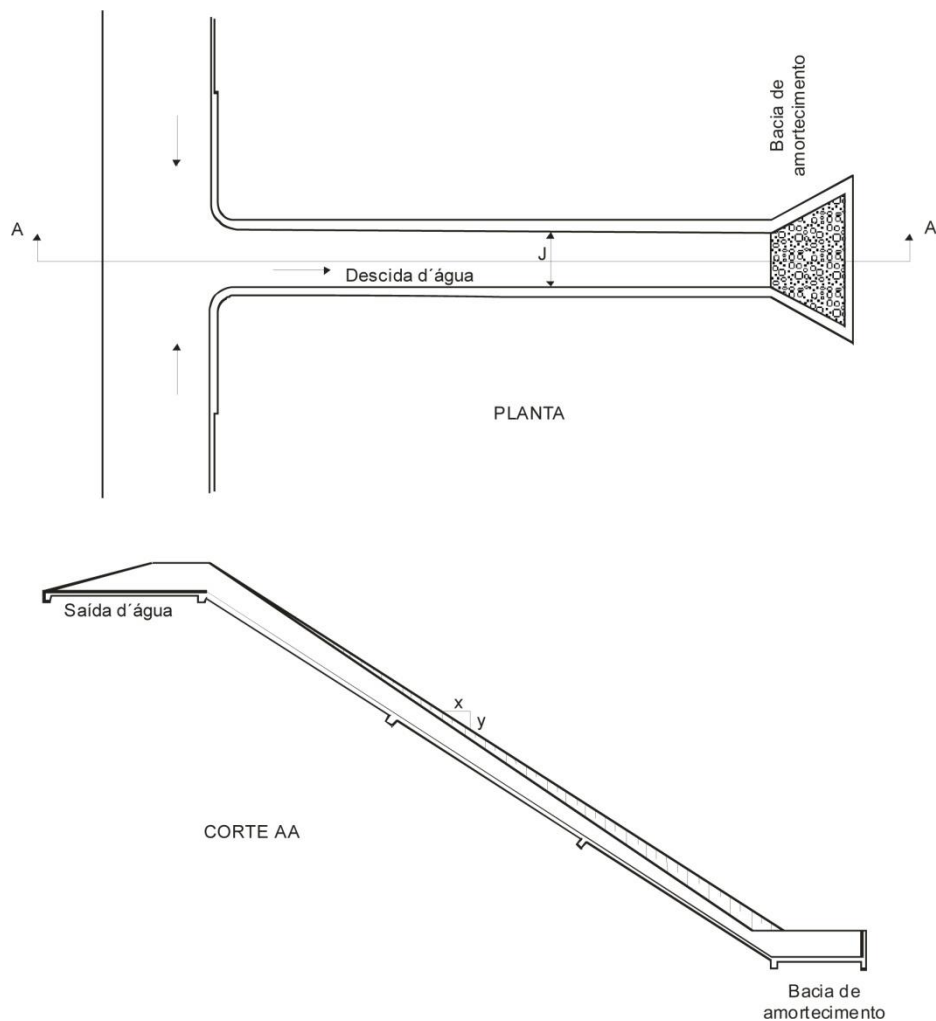 Bacia de
amortecimento
A
A
J
Descida d´água
PLANTA
Saída d´água
x
y
CORTE AA
Bacia de
amortecimento